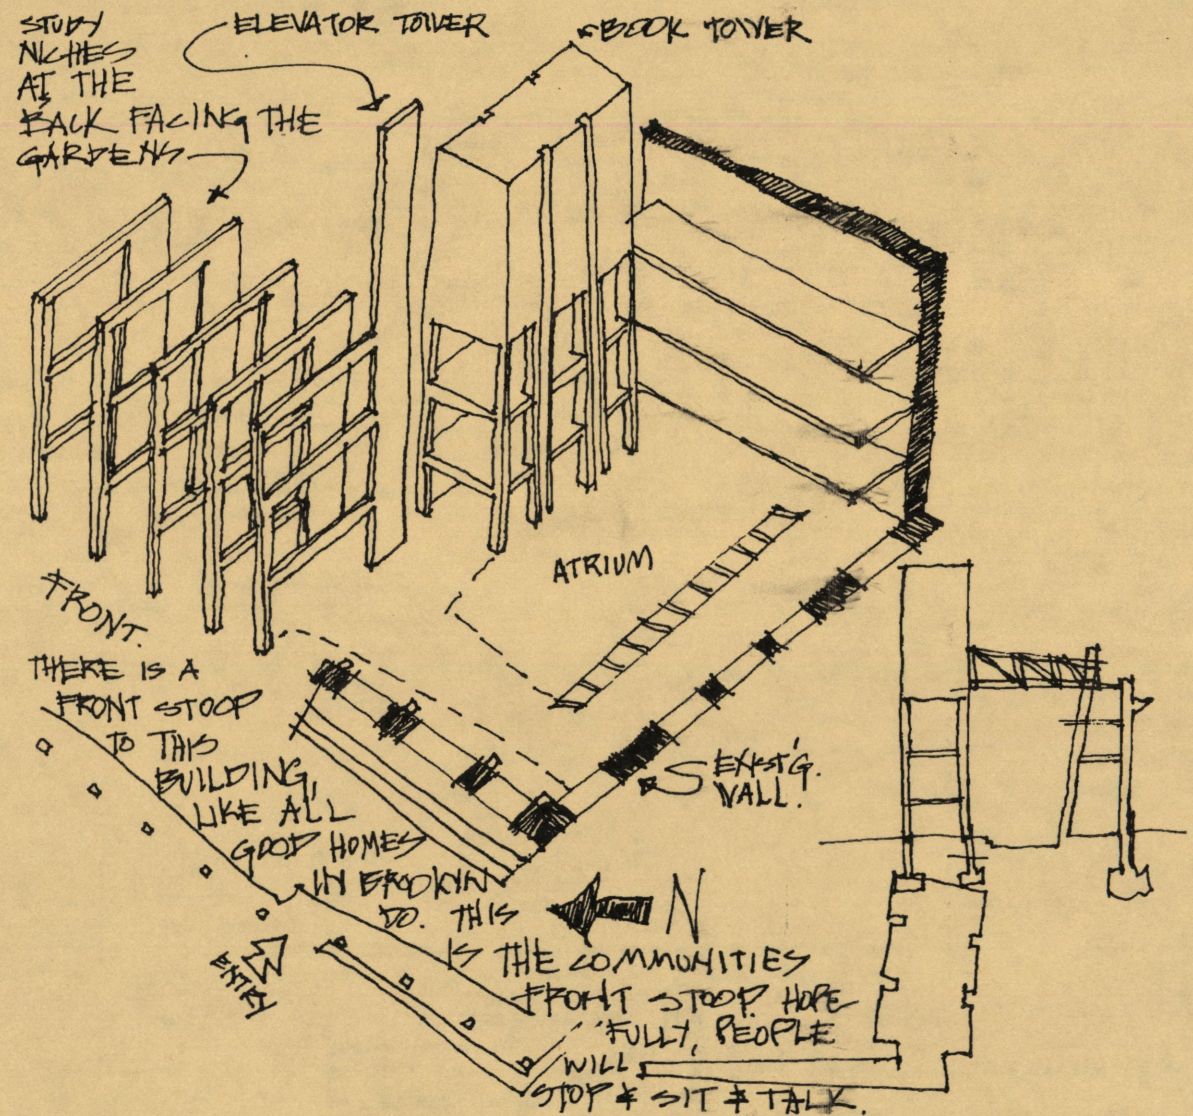 STUDY
NICHES
AT THE
BACK FACING THE
GARDENS
ELEVATOR TOWER
BOOK TOWER
ATRIUM
FRONT.
THERE IS A
FRONT STOOP
TO THIS
BUILDING,
LIKE ALL
GOOD HOMES
IN BROOKLYN
DO. THIS
IS THE COMMUNITIES
FRONT STOOP. HOPE
FULLY, PEOPLE
WILL
STOP & SIT & TALK.
EXIST'G.
WALL.
N
ENTRY